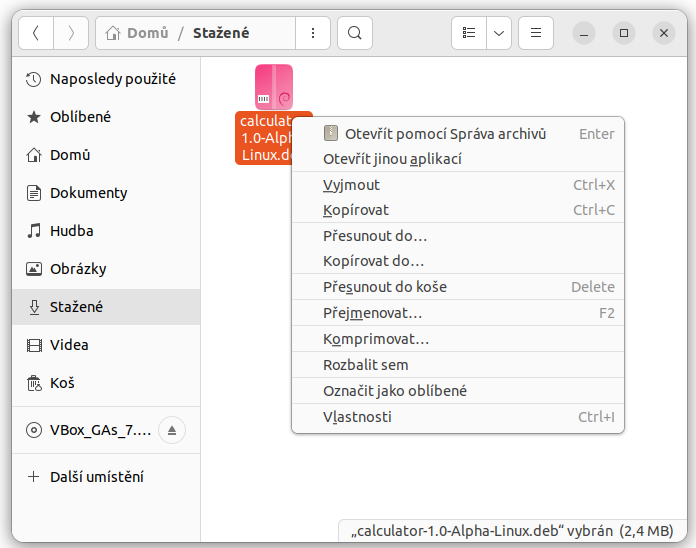 Domů / Stažené
Naposledy použité
Oblíbené
Domů
Dokumenty
Hudba
Obrázky
Stažené
Videa
Koš
VBox_GAs_7....
Další umístění
calculator-
1.0-Alph
Linux.de
Otevřít pomocí Správa archivů Enter
Otevřít jinou aplikací
Vyjmout Ctrl+X
Kopírovat Ctrl+C
Přesunout do...
Kopírovat do...
Přesunout do koše Delete
Přejmenovat... F2
Komprimovat...
Rozbalit sem
Označit jako oblíbené
Vlastnosti Ctrl+I
„calculator-1.0-Alpha-Linux.deb“ vybrán (2,4 MB)